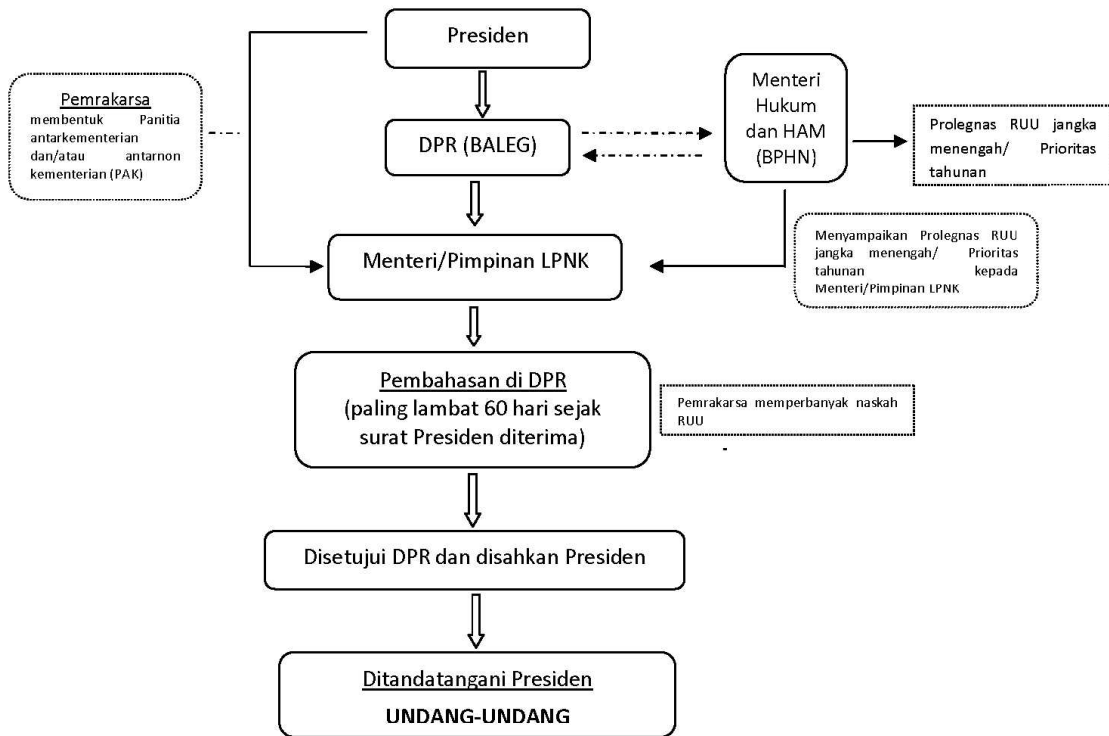 Presiden
Pemrakarsa
membentuk Panitia
antarkementerian
dan/atau antarnon
kementerian (PAK)
Menteri
Hukum
dan HAM
(BPHN)
Prolegnas RUU jangka
menengah/ Prioritas
tahunan
DPR (BALEG)
Menteri/Pimpinan LPNK
Menyampaikan Prolegnas RUU
jangka menengah/ Prioritas
tahunan kepada
Menteri/Pimpinan LPNK
Pembahasan di DPR
(paling lambat 60 hari sejak
surat Presiden diterima)
Pemrakarsa memperbanyak naskah
RUU
Disetujui DPR dan disahkan Presiden
Ditandatangani Presiden
UNDANG-UNDANG